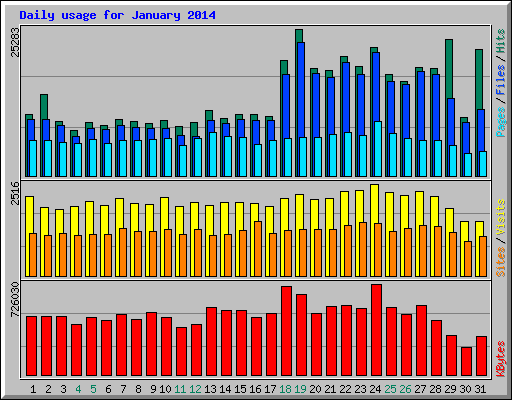 Daily usage for January 2014
25283
Pages / Files / Hits
2516
Sites / Visits
726030
KBytes
1 2 3 4 5 6 7 8 9 10 11 12 13 14 15 16 17 18 19 20 21 22 23 24 25 26 27 28 29 30 31